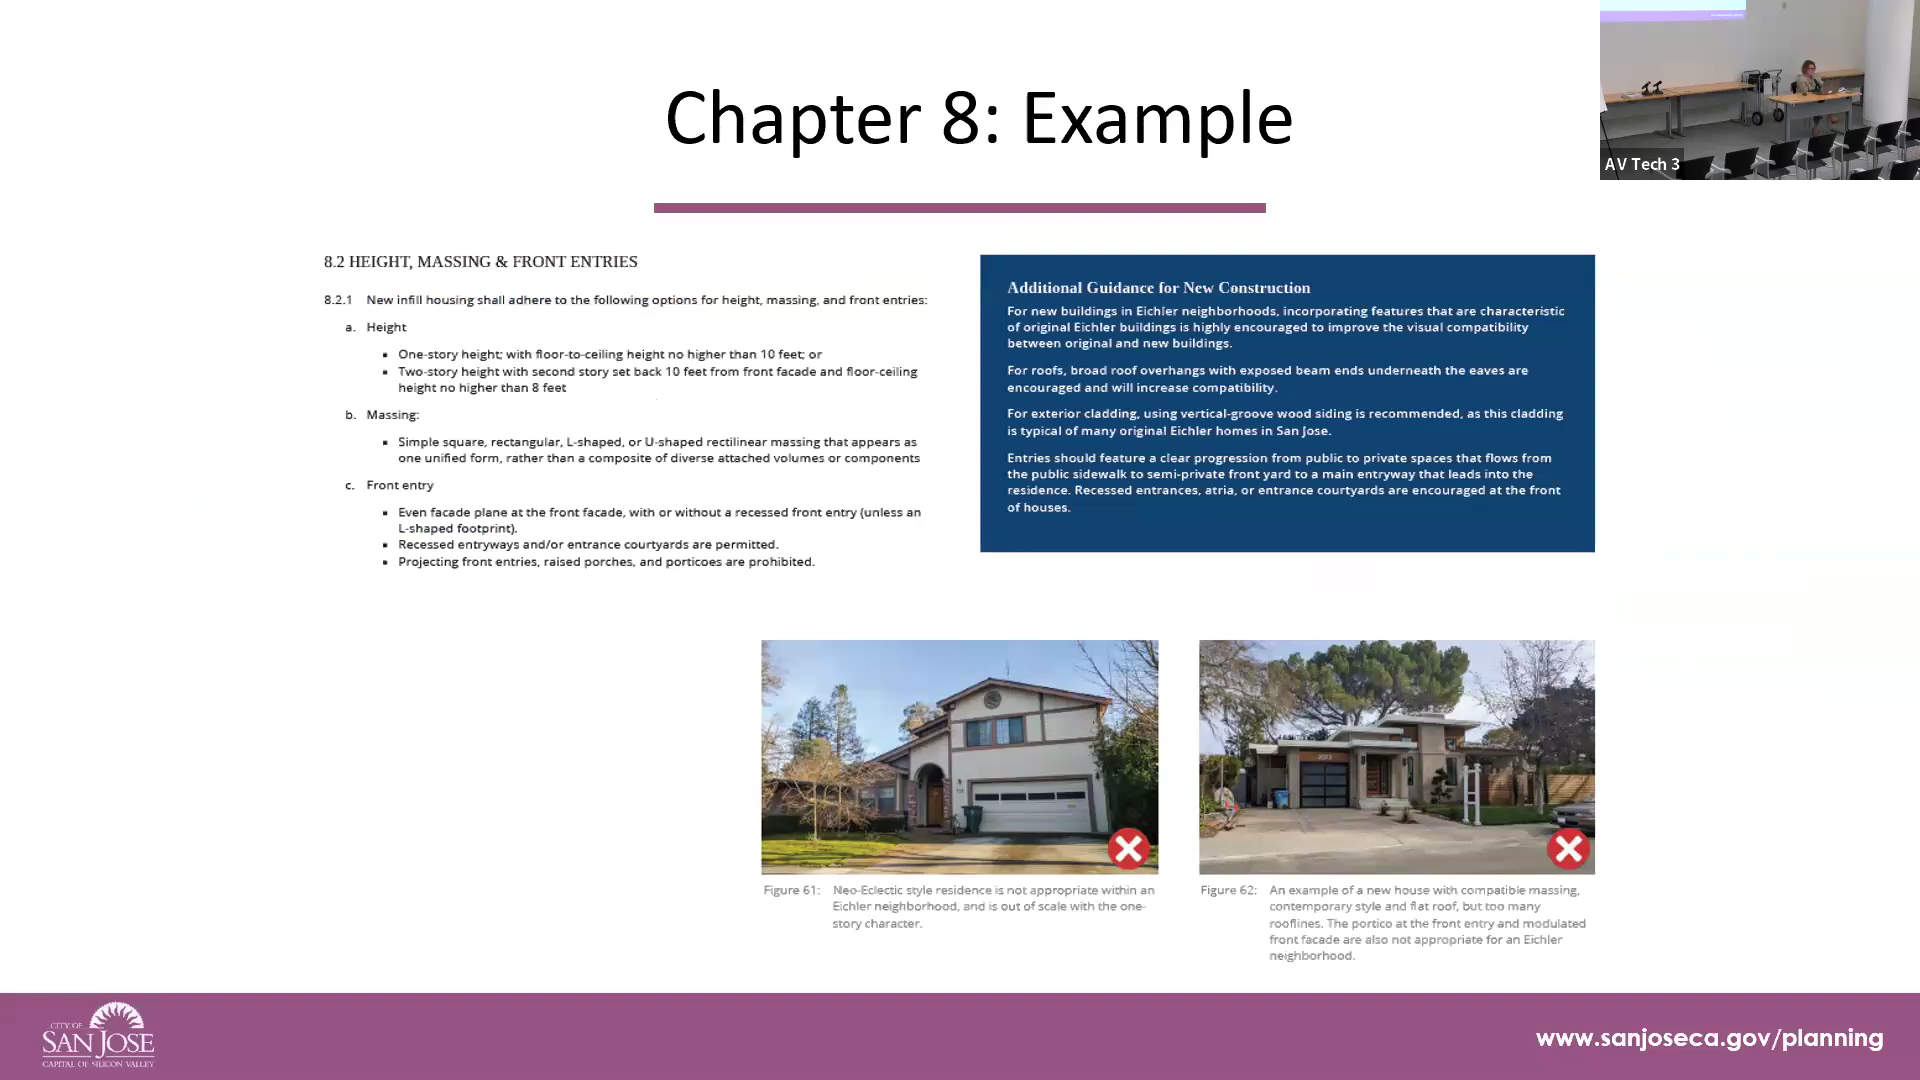 Chapter 8: Example
AV Tech 3
8.2 HEIGHT, MASSING & FRONT ENTRIES
8.2.1 New infill housing shall adhere to the following options for height, massing, and front entries:
a. Height
▪ One-story height; with floor-to-ceiling height no higher than 10 feet; or
▪ Two-story height with second story set back 10 feet from front facade and floor-ceiling
height no higher than 8 feet
b. Massing:
▪ Simple square, rectangular, L-shaped, or U-shaped rectilinear massing that appears as
one unified form, rather than a composite of diverse attached volumes or components
c. Front entry
▪ Even facade plane at the front facade, with or without a recessed front entry (unless an
L-shaped footprint).
▪ Recessed entryways and/or entrance courtyards are permitted.
▪ Projecting front entries, raised porches, and porticoes are prohibited.
Additional Guidance for New Construction
For new buildings in Eichler neighborhoods, incorporating features that are characteristic
of original Eichler buildings is highly encouraged to improve the visual compatibility
between original and new buildings.
For roofs, broad roof overhangs with exposed beam ends underneath the eaves are
encouraged and will increase compatibility.
For exterior cladding, using vertical-groove wood siding is recommended, as this cladding
is typical of many original Eichler homes in San Jose.
Entries should feature a clear progression from public to private spaces that flows from
the public sidewalk to semi-private front yard to a main entryway that leads into the
residence. Recessed entrances, atria, or entrance courtyards are encouraged at the front
of houses.
Figure 61: Neo-Eclectic style residence is not appropriate within an
Eichler neighborhood, and is out of scale with the one-
story character.
Figure 62: An example of a new house with compatible massing,
contemporary style and flat roof, but too many
rooflines. The portico at the front entry and modulated
front facade are also not appropriate for an Eichler
neighborhood.
CITY OF
SAN JOSE
CAPITAL OF SILICON VALLEY
www.sanjoseca.gov/planning